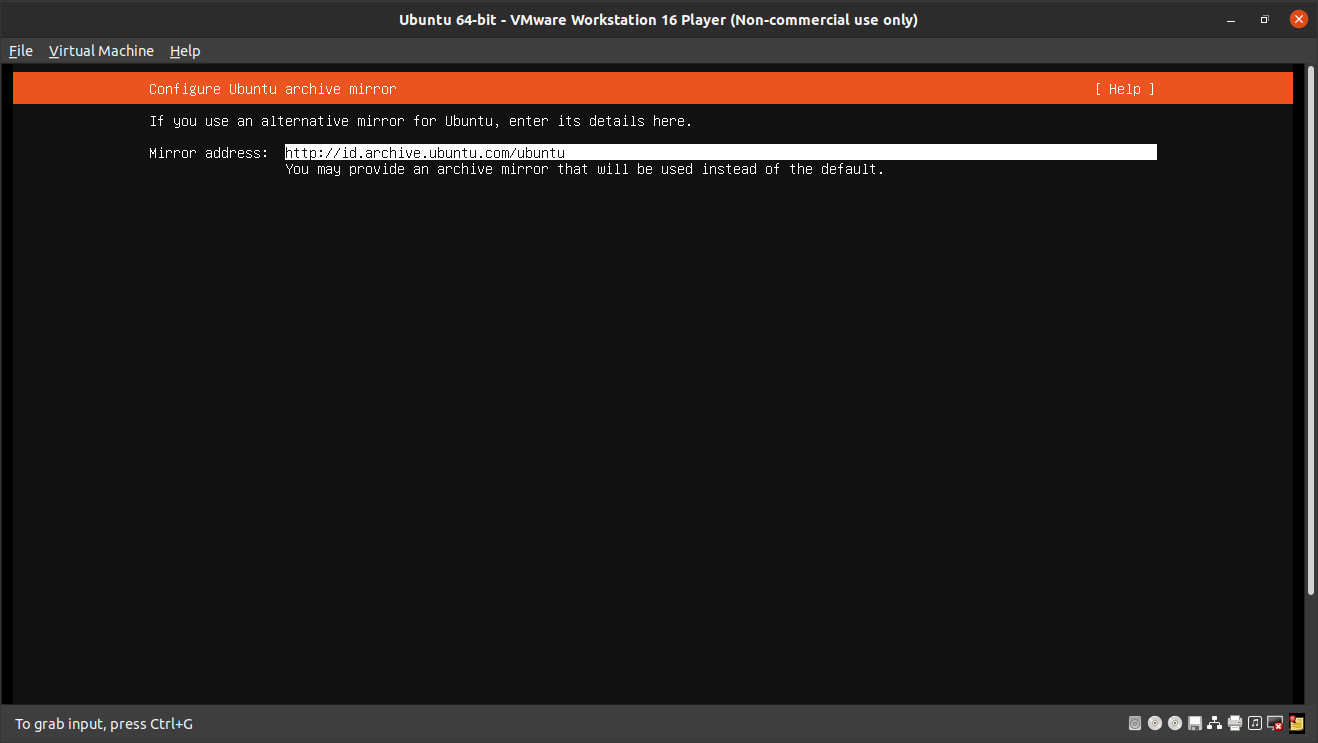 Ubuntu 64-bit - VMware Workstation 16 Player (Non-commercial use only)
File Virtual Machine Help
Configure Ubuntu archive mirror [ Help ]
If you use an alternative mirror for Ubuntu, enter its details here.
Mirror address: http://id.archive.ubuntu.com/ubuntu
You may provide an archive mirror that will be used instead of the default.
To grab input, press Ctrl+G